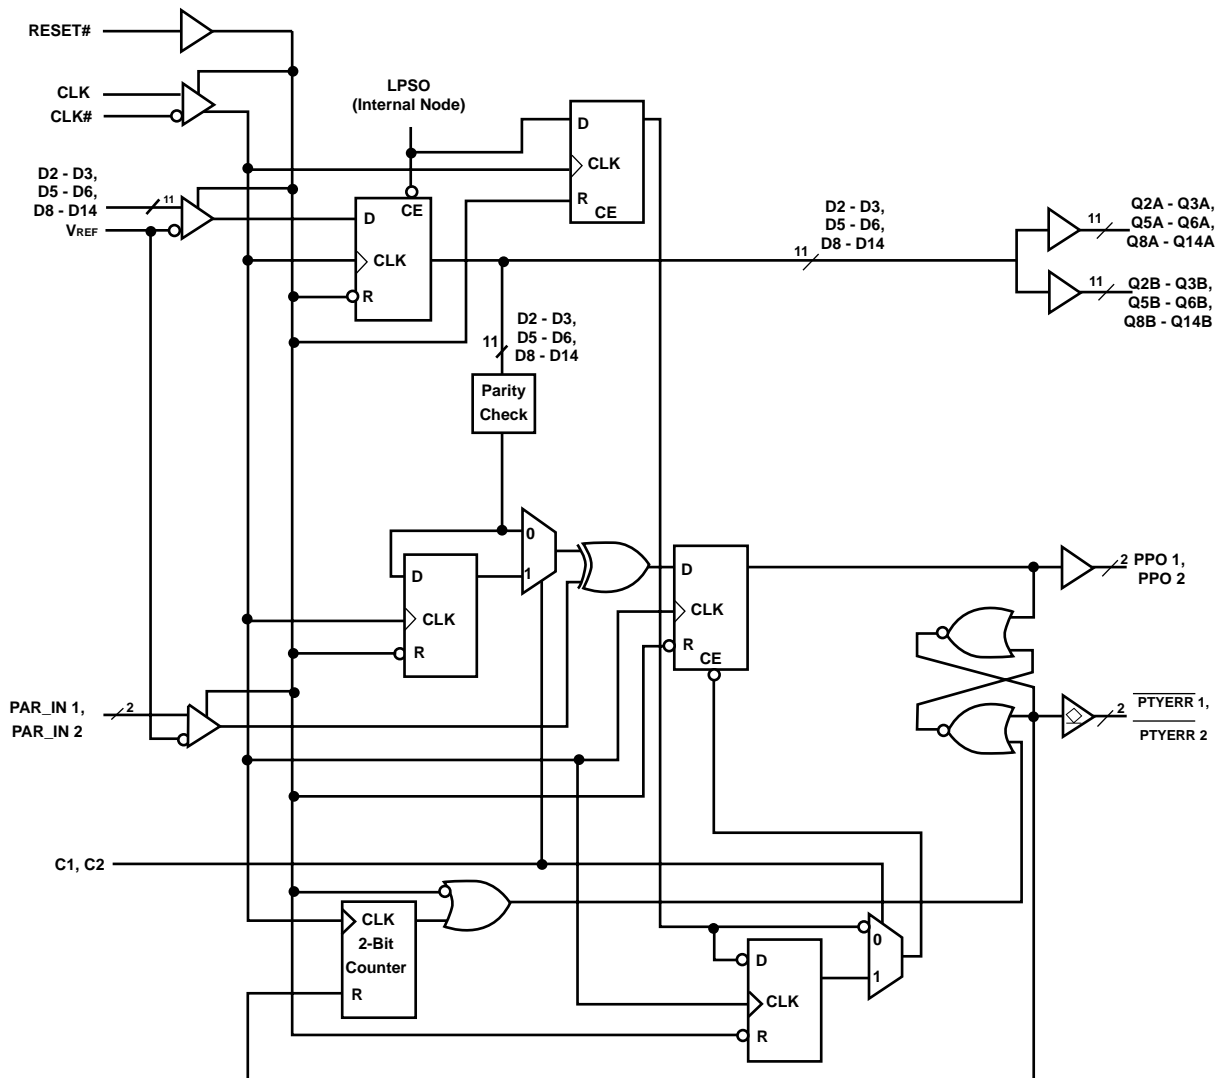 RESET#
CLK
CLK#
LPSO
(Internal Node)
D
CLK
R
CE
D2 - D3,
D5 - D6,
D8 - D14
11
VREF
D
CE
CLK
R
D2 - D3,
D5 - D6,
D8 - D14
11
11
Q2A - Q3A,
Q5A - Q6A,
Q8A - Q14A
11
Q2B - Q3B,
Q5B - Q6B,
Q8B - Q14B
11
D2 - D3,
D5 - D6,
D8 - D14
Parity
Check
0
1
D
CLK
R
D
CLK
R
CE
2
PPO 1,
PPO 2
PAR_IN 1,
PAR_IN 2
2
2
PTYERR 1,
PTYERR 2
C1, C2
CLK
2-Bit
Counter
R
0
1
D
CLK
R